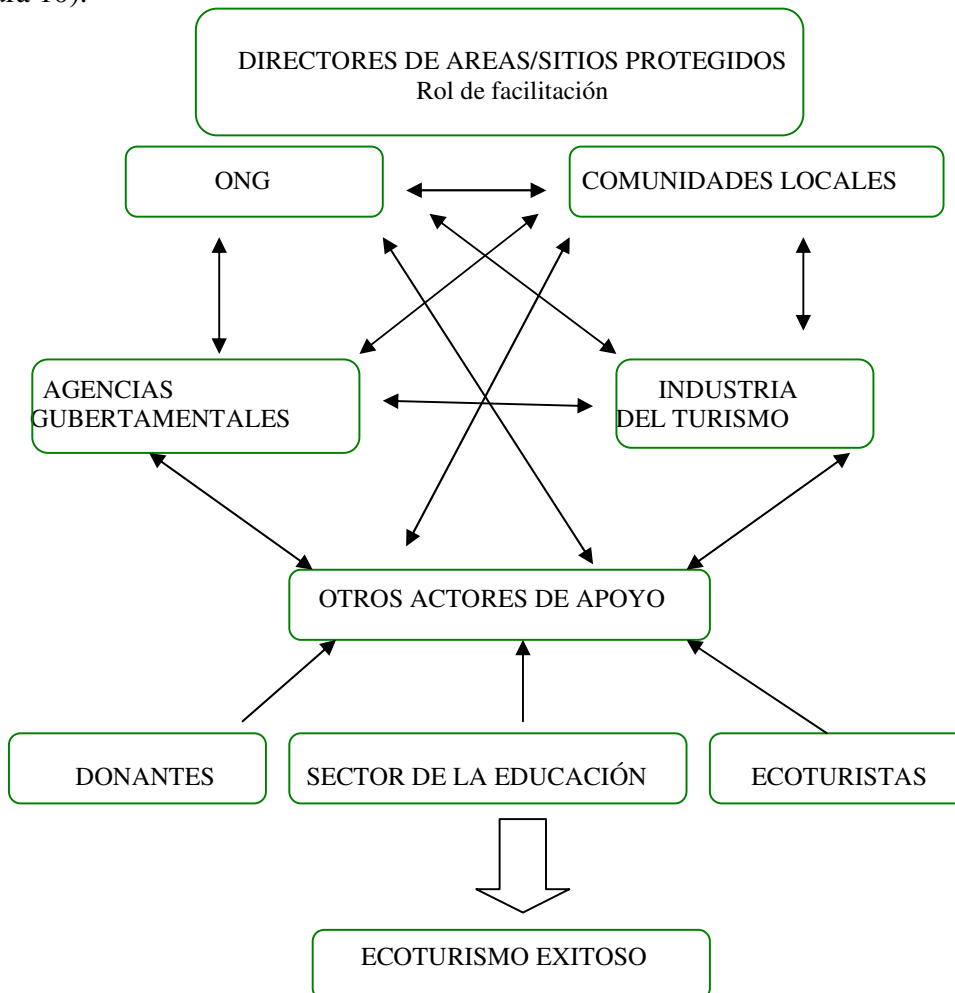 10).
DIRECTORES DE AREAS/SITIOS PROTEGIDOS
Rol de facilitación
ONG
COMUNIDADES LOCALES
AGENCIAS
GUBERTAMENTALES
INDUSTRIA
DEL TURISMO
OTROS ACTORES DE APOYO
DONANTES
SECTOR DE LA EDUCACIÓN
ECOTURISTAS
ECOTURISMO EXITOSO